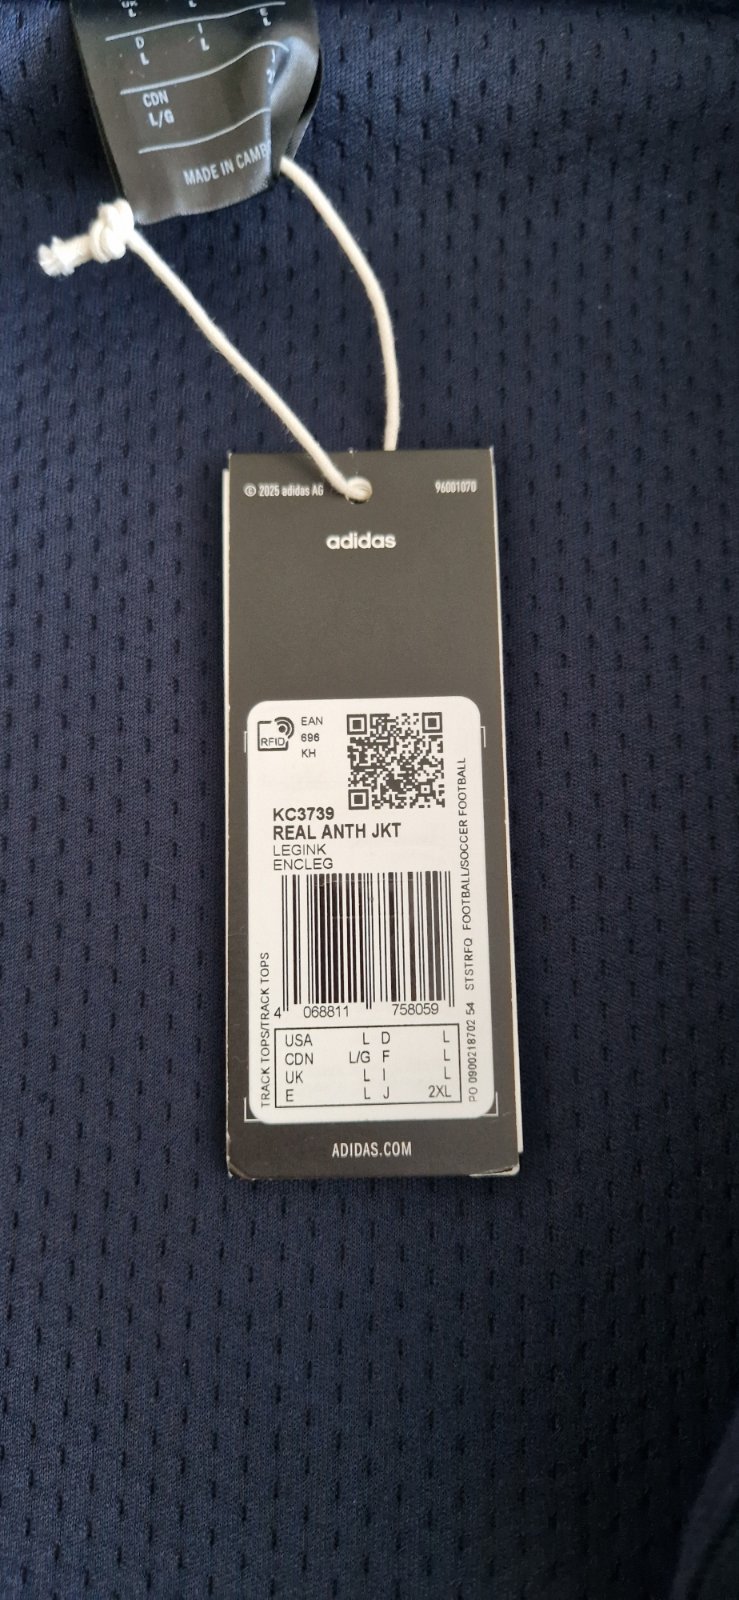 L
E
L
D
I
L
L
J
CDN
L/G
MADE IN CAMBO
© 2025 adidas AG
96001070
adidas
RFID
EAN
696
KH
KC3739
REAL ANTH JKT
LEGINK
ENCLEG
4 068811 758059
USA L D L
CDN L/G F L
UK L I L
E L J 2XL
TRACK TOPS/TRACK TOPS
PO 0900218702 54 STSTRFQ FOOTBALL/SOCCER FOOTBALL
ADIDAS.COM